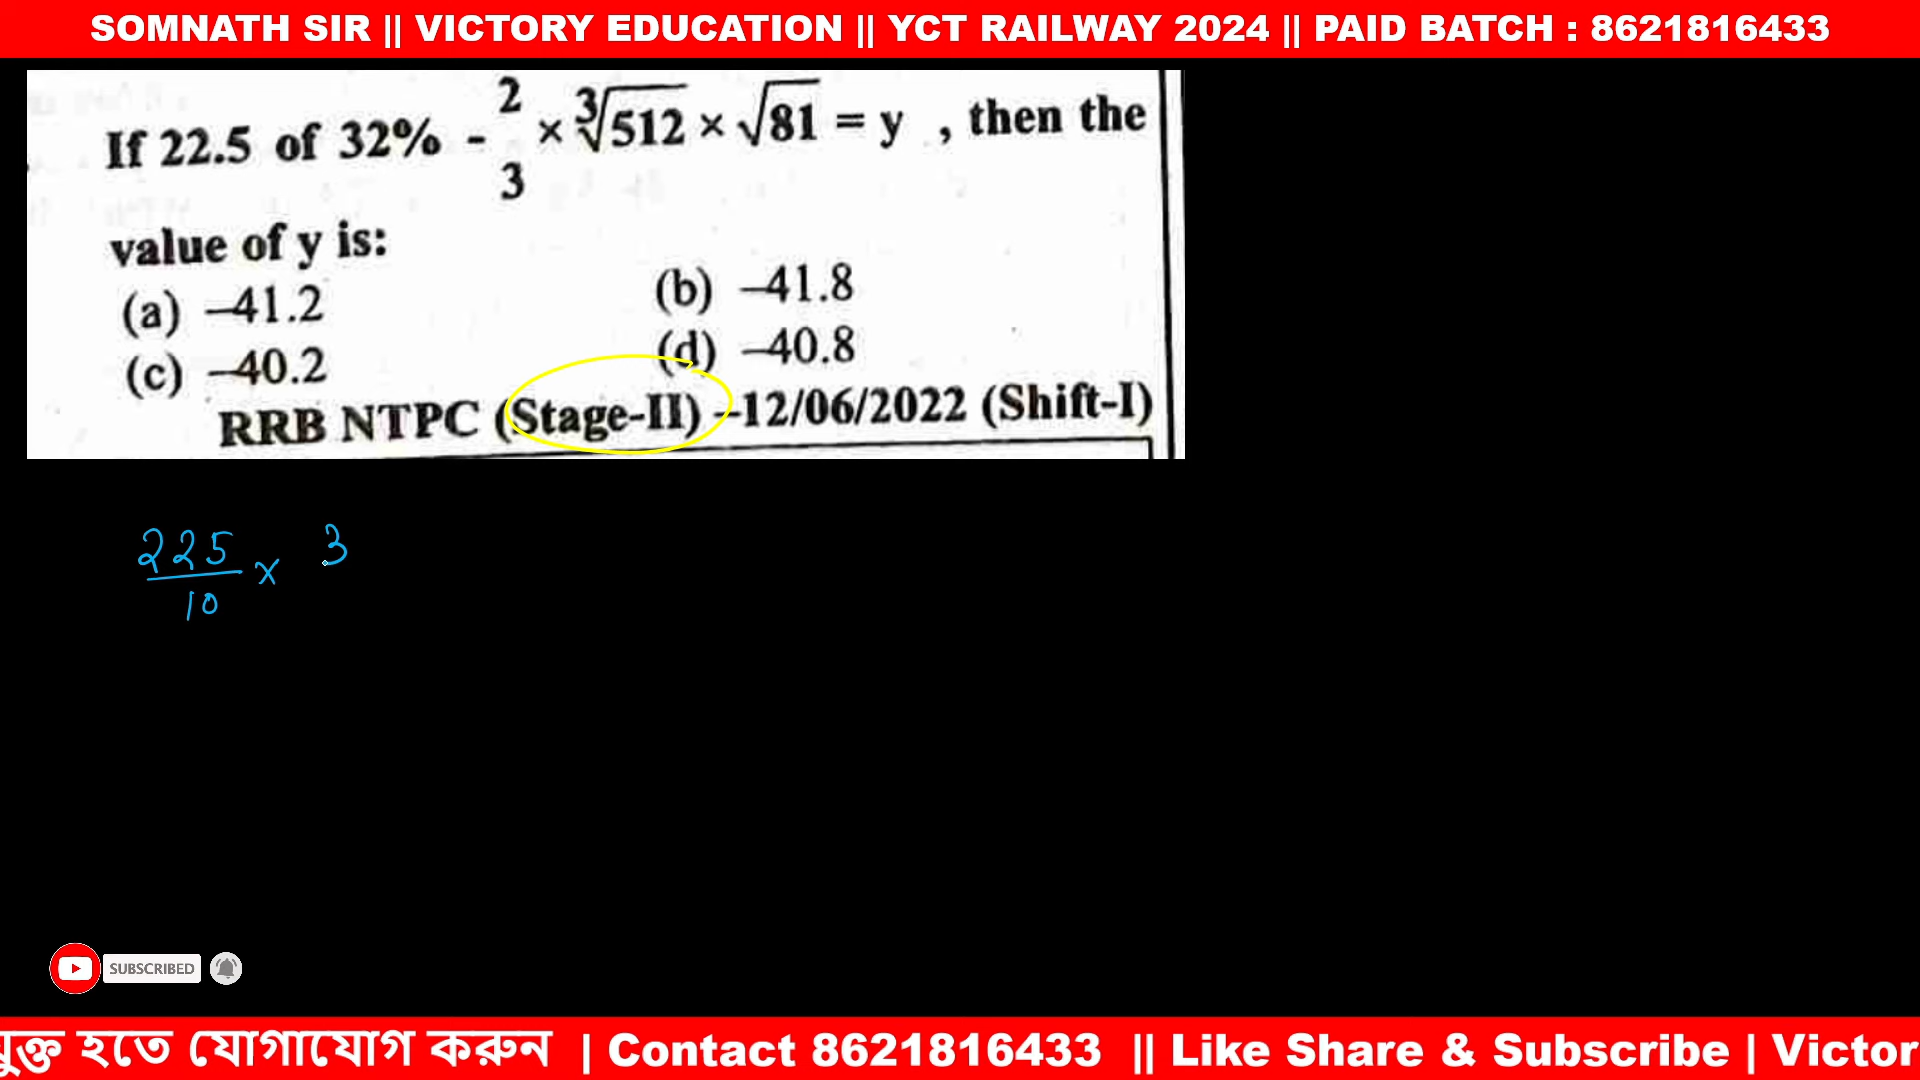 SOMNATH SIR || VICTORY EDUCATION || YCT RAILWAY 2024 || PAID BATCH : 8621816433
If 22.5 of 32% - 2/3 × ∛512 × √81 = y , then the
value of y is:
(a) –41.2 (b) –41.8
(c) –40.2 (d) –40.8
RRB NTPC (Stage-II) –12/06/2022 (Shift-I)
225/10 × 3
SUBSCRIBED
যুক্ত হতে যোগাযোগ করুন | Contact 8621816433 || Like Share & Subscribe | Victor